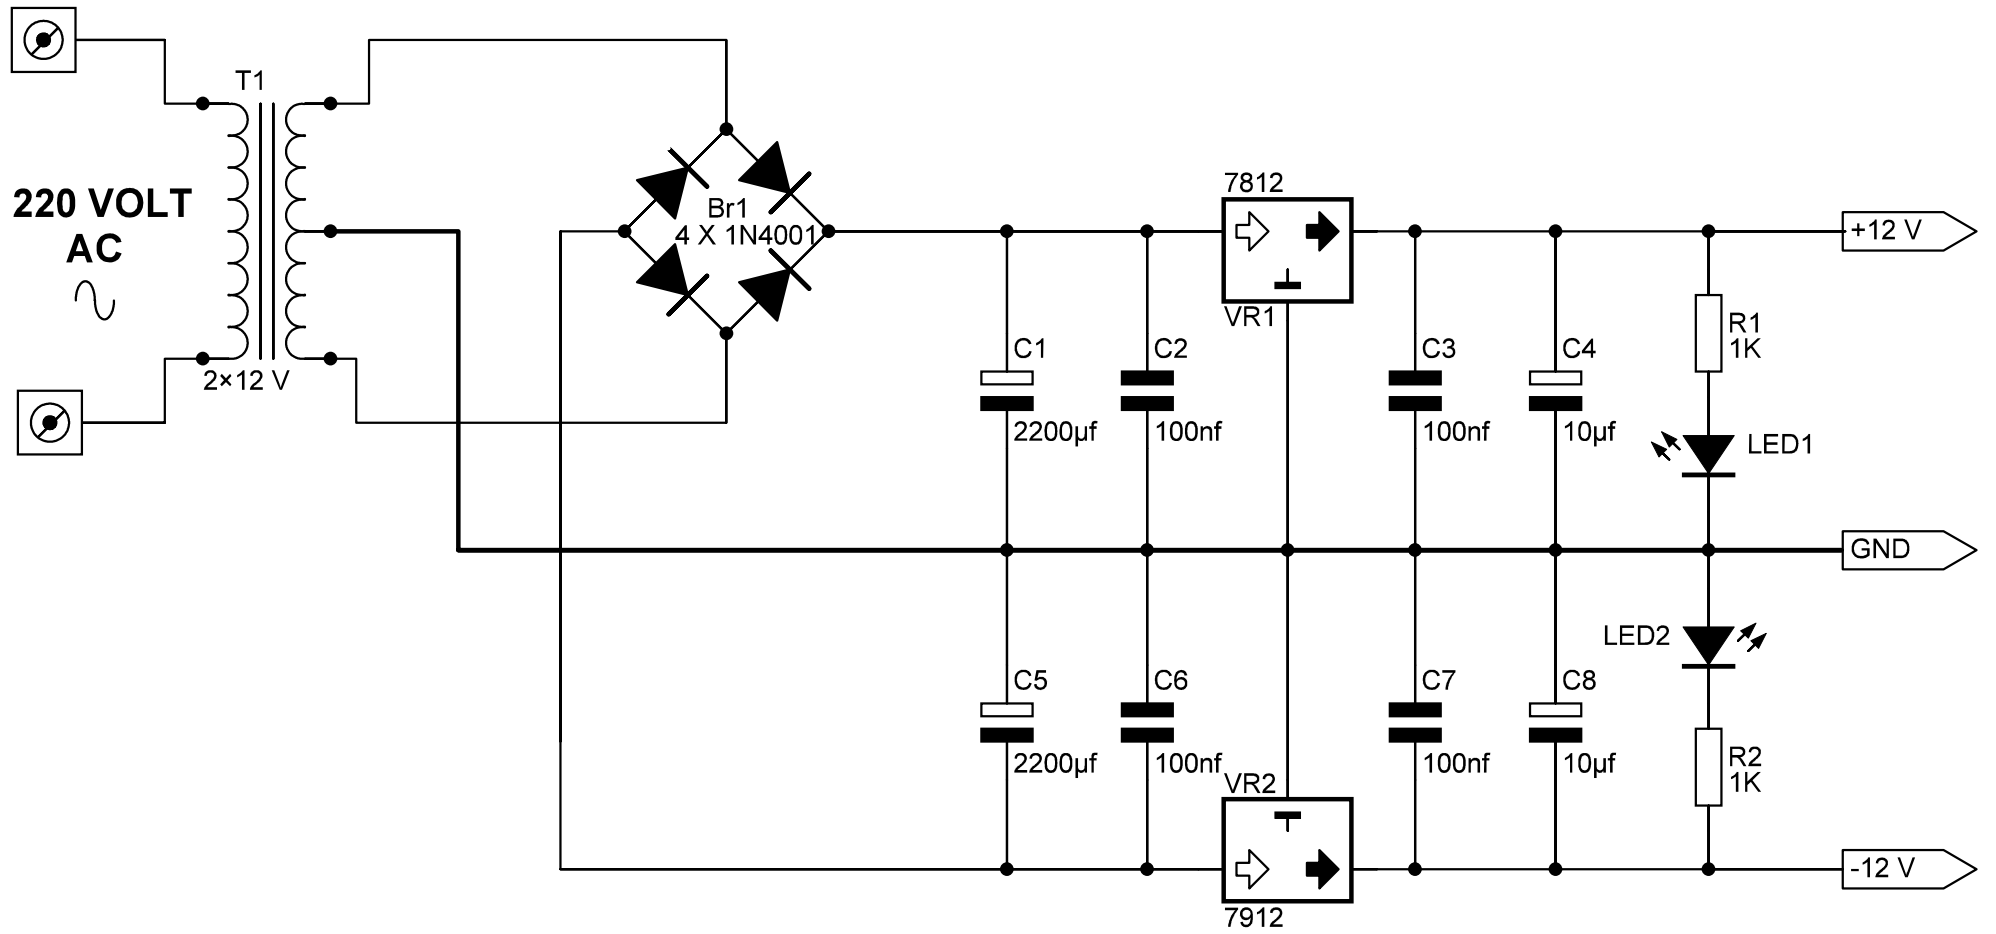 T1
220 VOLT
AC
2×12 V
Br1
4 X 1N4001
7812
VR1
+12 V
C1
2200µf
C2
100nf
C3
100nf
C4
10µf
R1
1K
LED1
GND
LED2
C5
2200µf
C6
100nf
C7
100nf
C8
10µf
R2
1K
VR2
7912
-12 V